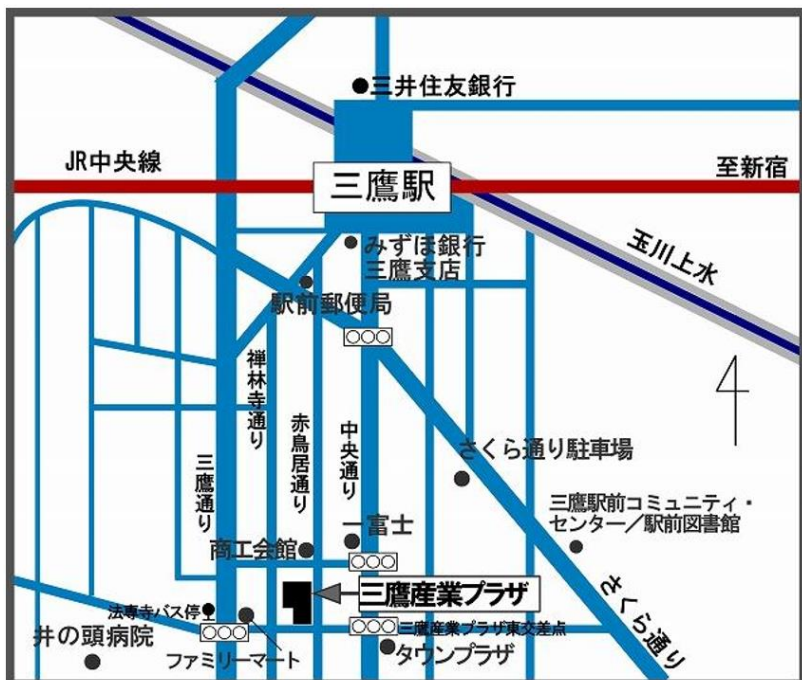 三井住友銀行
JR中央線
至新宿
三鷹駅
みずほ銀行
三鷹支店
玉川上水
駅前郵便局
禅林寺通り
赤鳥居通り
中央通り
三鷹通り
さくら通り駐車場
三鷹駅前コミュニティ・
センター／駅前図書館
一富士
商工会館
三鷹産業プラザ
さくら通り
法専寺バス停
三鷹産業プラザ東交差点
井の頭病院
ファミリーマート
タウンプラザ